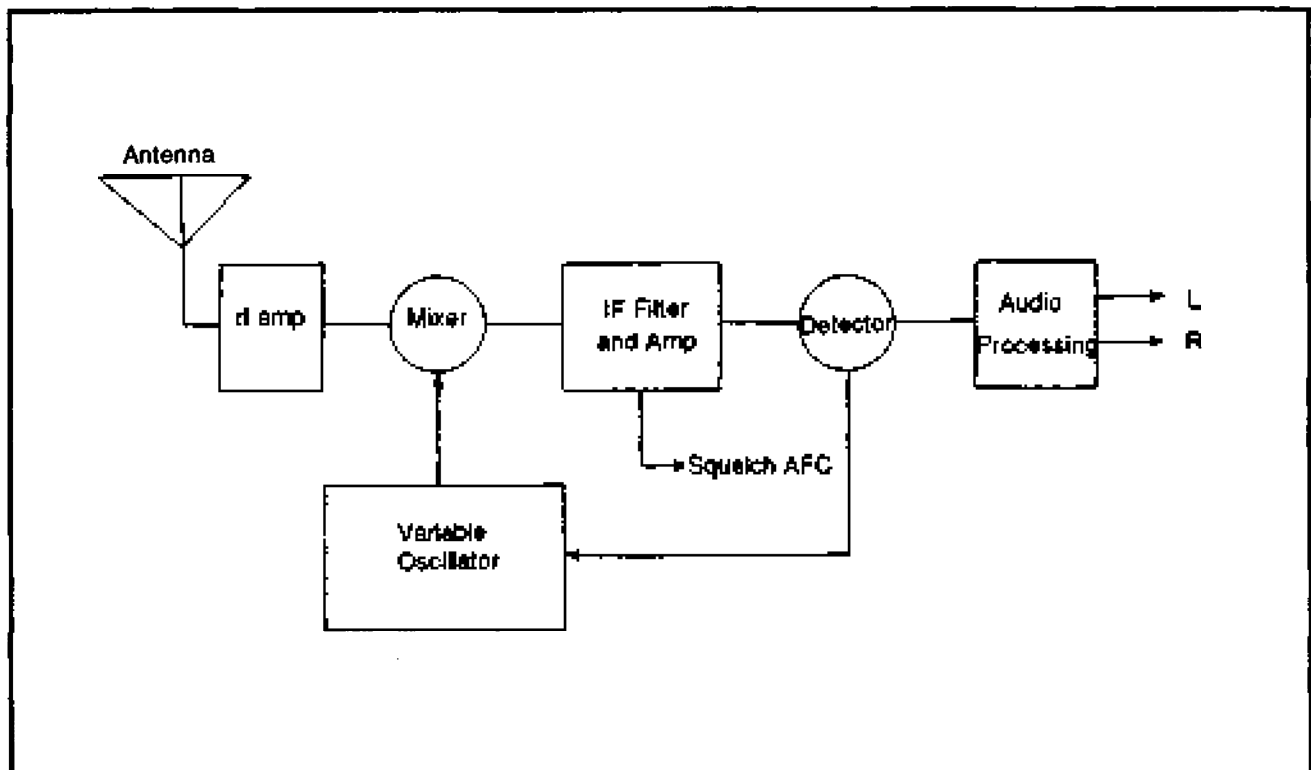 Antenna
rf amp
Mixer
IF Filter
and Amp
Detector
Audio
Processing
L
R
Squelch AFC
Variable
Oscillator